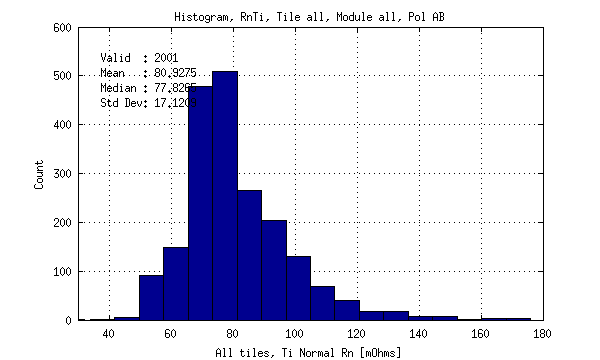 Histogram, RnTi, Tile all, Module all, Pol AB
600
Valid : 2001
Mean : 80.9275
Median : 77.8265
Std Dev: 17.1209
500
400
300
200
100
0
Count
40 60 80 100 120 140 160 180
All tiles, Ti Normal Rn [mOhms]